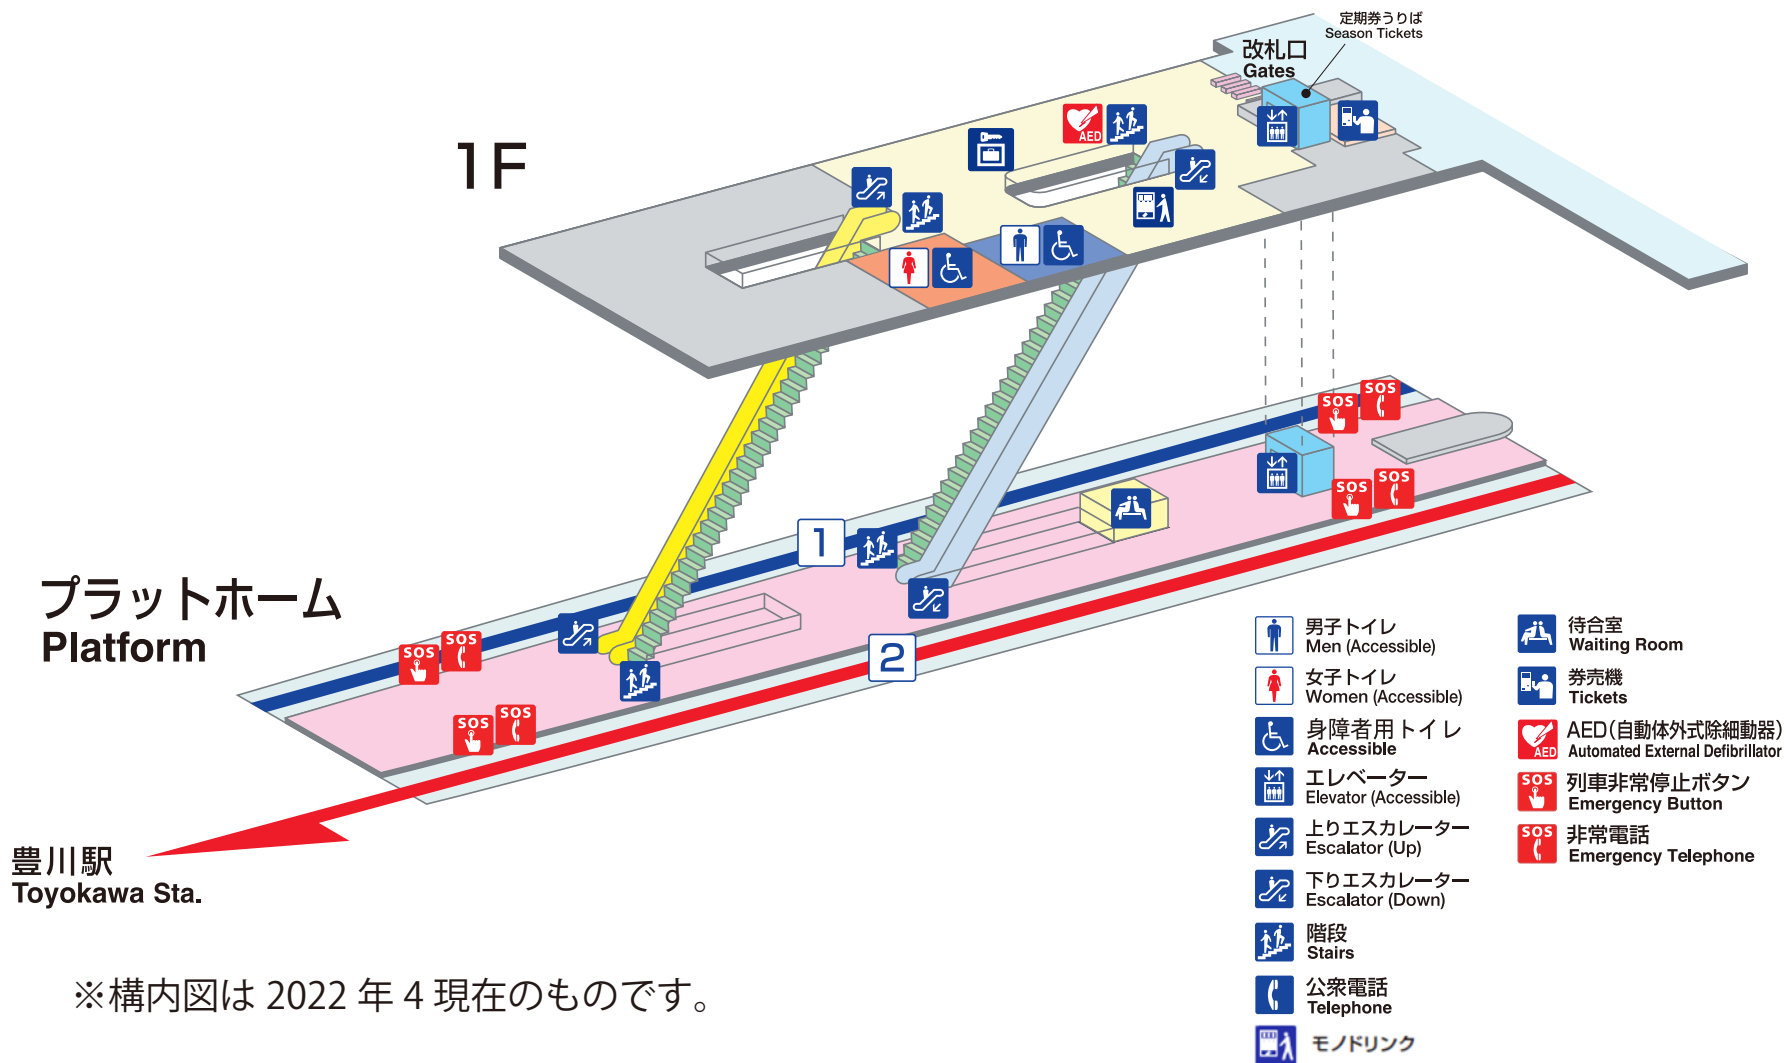 定期券うりば
Season Tickets
改札口
Gates
1F
AED
プラットホーム
Platform
1
2
SOS
SOS
SOS
SOS
SOS
SOS
SOS
SOS
豊川駅
Toyokawa Sta.
※構内図は 2022 年 4 現在のものです。
男子トイレ
Men (Accessible)
女子トイレ
Women (Accessible)
身障者用トイレ
Accessible
エレベーター
Elevator (Accessible)
上りエスカレーター
Escalator (Up)
下りエスカレーター
Escalator (Down)
階段
Stairs
公衆電話
Telephone
モノドリンク
待合室
Waiting Room
券売機
Tickets
AED
AED(自動体外式除細動器)
Automated External Defibrillator
SOS
列車非常停止ボタン
Emergency Button
SOS
非常電話
Emergency Telephone